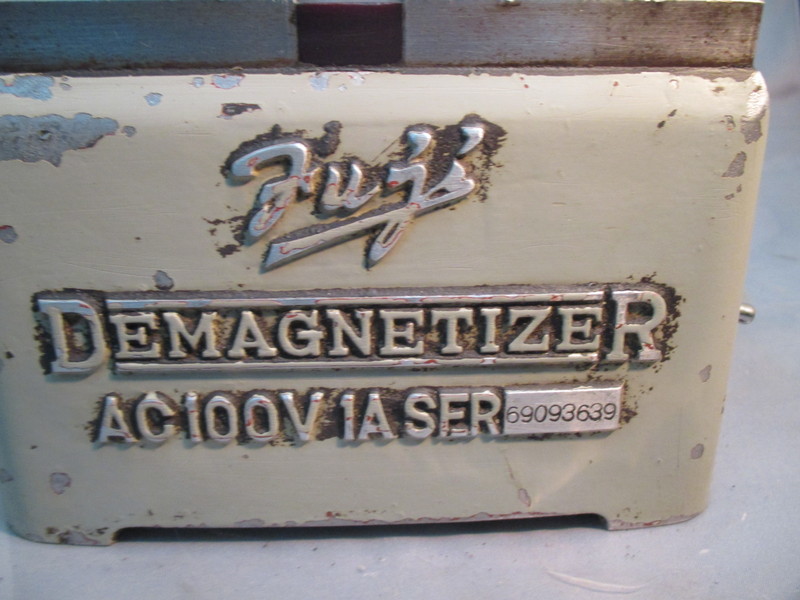 Fuji
DEMAGNETIZER
AC100V 1A SER 69093639